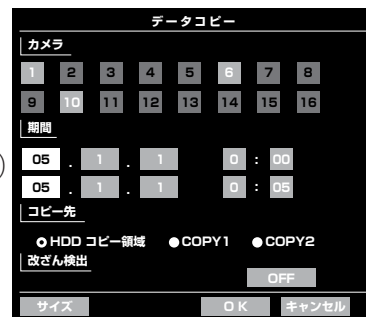 データコピー
カメラ
1 2 3 4 5 6 7 8
9 10 11 12 13 14 15 16
期間
05 . 1 . 1 0 : 00
05 . 1 . 1 0 : 05
コピー先
HDD コピー領域 COPY1 COPY2
改ざん検出
OFF
サイズ OK キャンセル